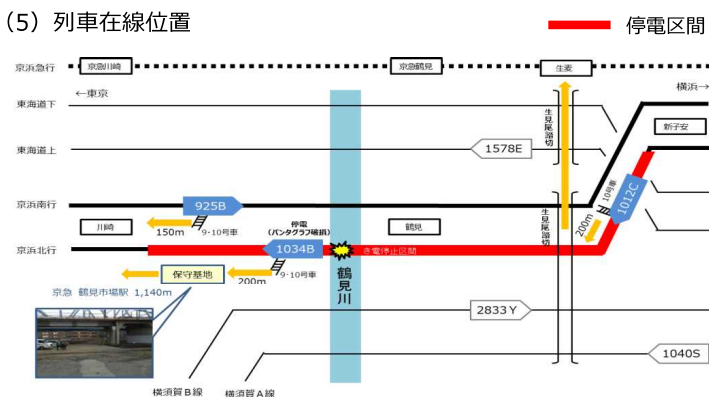 （5）列車在線位置
停電区間
京浜急行
京急川崎
京急鶴見
生麦
←東京
横浜→
東海道下
生見尾踏切
新子安
東海道上
1578E
京浜南行
925B
10号車
1012C
150m
9・10号車
停電
（パンタグラフ破損）
川崎
鶴見
生見尾踏切
200m
京浜北行
1034B
き電停止区間
保守基地
200m
9・10号車
鶴見川
京急 鶴見市場駅 1,140m
2833Y
1040S
横須賀B線
横須賀A線